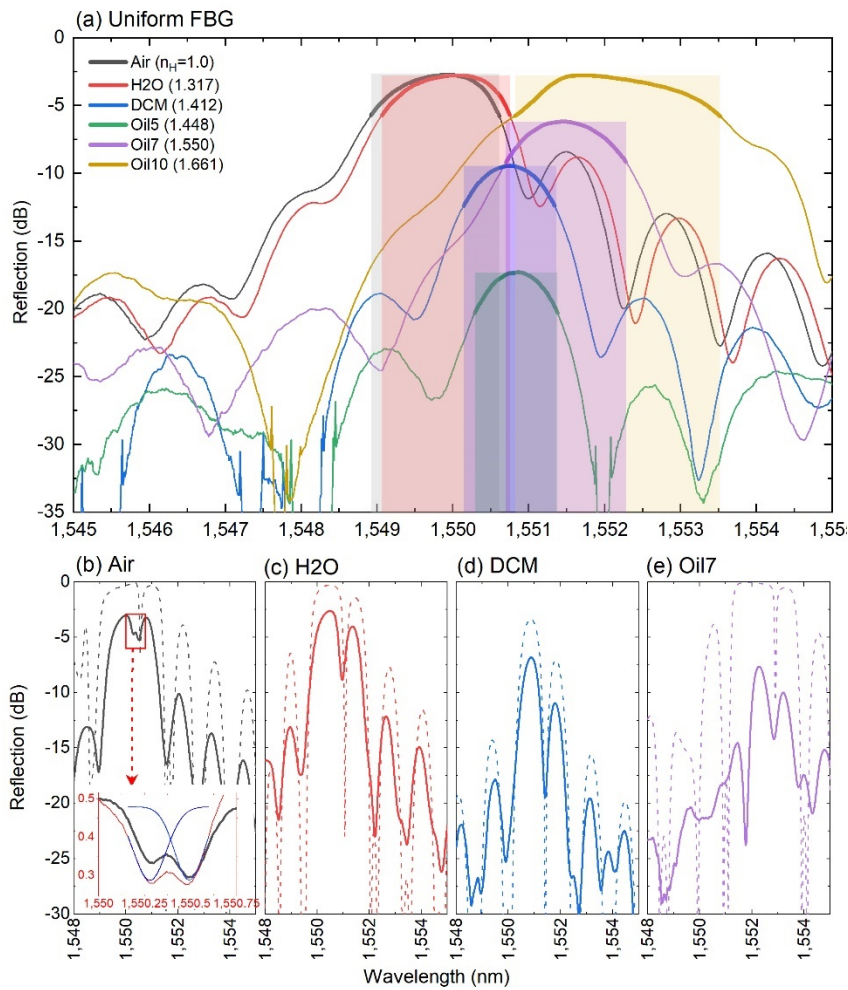 (a) Uniform FBG
0
-5
-10
-15
-20
-25
-30
-35
Reflection (dB)
Air (n_H=1.0)
H2O (1.317)
DCM (1.412)
Oil5 (1.448)
Oil7 (1.550)
Oil10 (1.661)
1,545 1,546 1,547 1,548 1,549 1,550 1,551 1,552 1,553 1,554 1,555
(b) Air (c) H2O (d) DCM (e) Oil7
0
-5
-10
-15
-20
-25
-30
Reflection (dB)
0.5
0.4
0.3
1,550 1,550.25 1,550.5 1,550.75
1,548 1,550 1,552 1,554 1,548 1,550 1,552 1,554 1,548 1,550 1,552 1,554 1,548 1,550 1,552 1,554
Wavelength (nm)